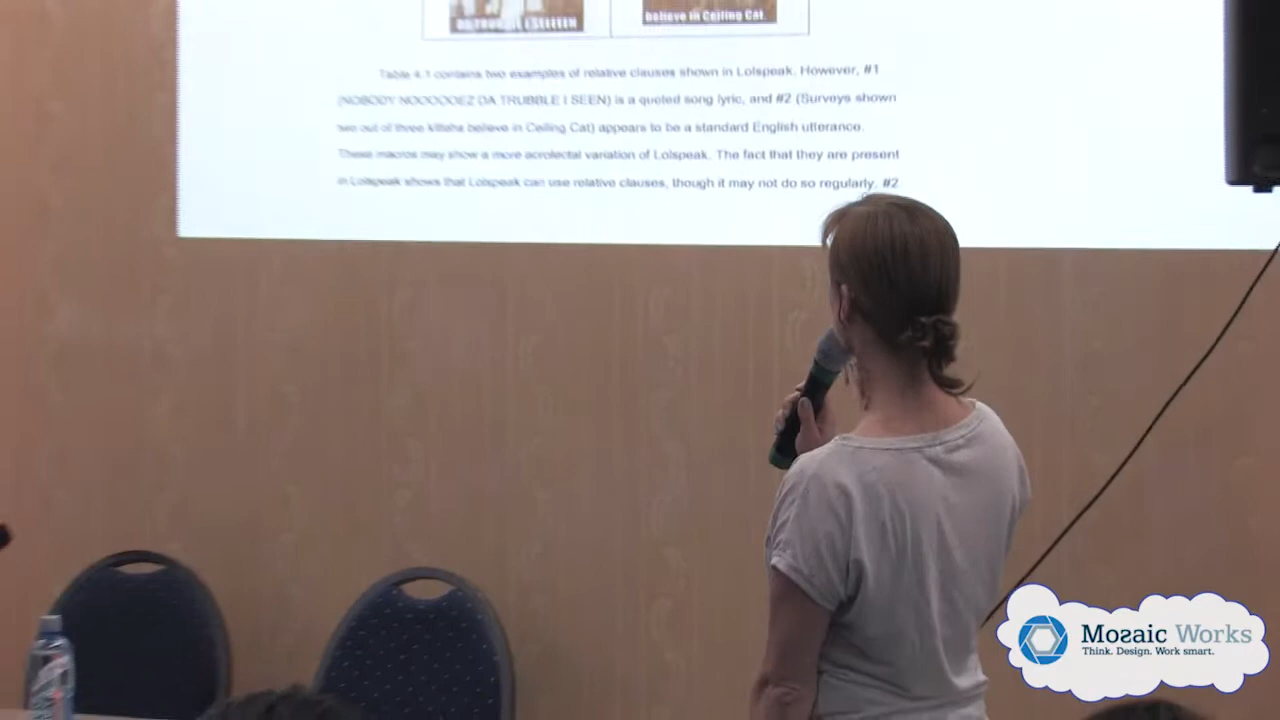 believe in Ceiling Cat.
Table 4.1 contains two examples of relative clauses shown in Lolspeak. However, #1
(NOBODY NOOOOOEZ DA TRUBBLE I SEEN) is a quoted song lyric, and #2 (Surveys shown
two out of three kittehs believe in Ceiling Cat) appears to be a standard English utterance.
These macros may show a more acrolectal variation of Lolspeak. The fact that they are present
in Lolspeak shows that Lolspeak can use relative clauses, though it may not do so regularly. #2
Mozaic Works
Think. Design. Work smart.